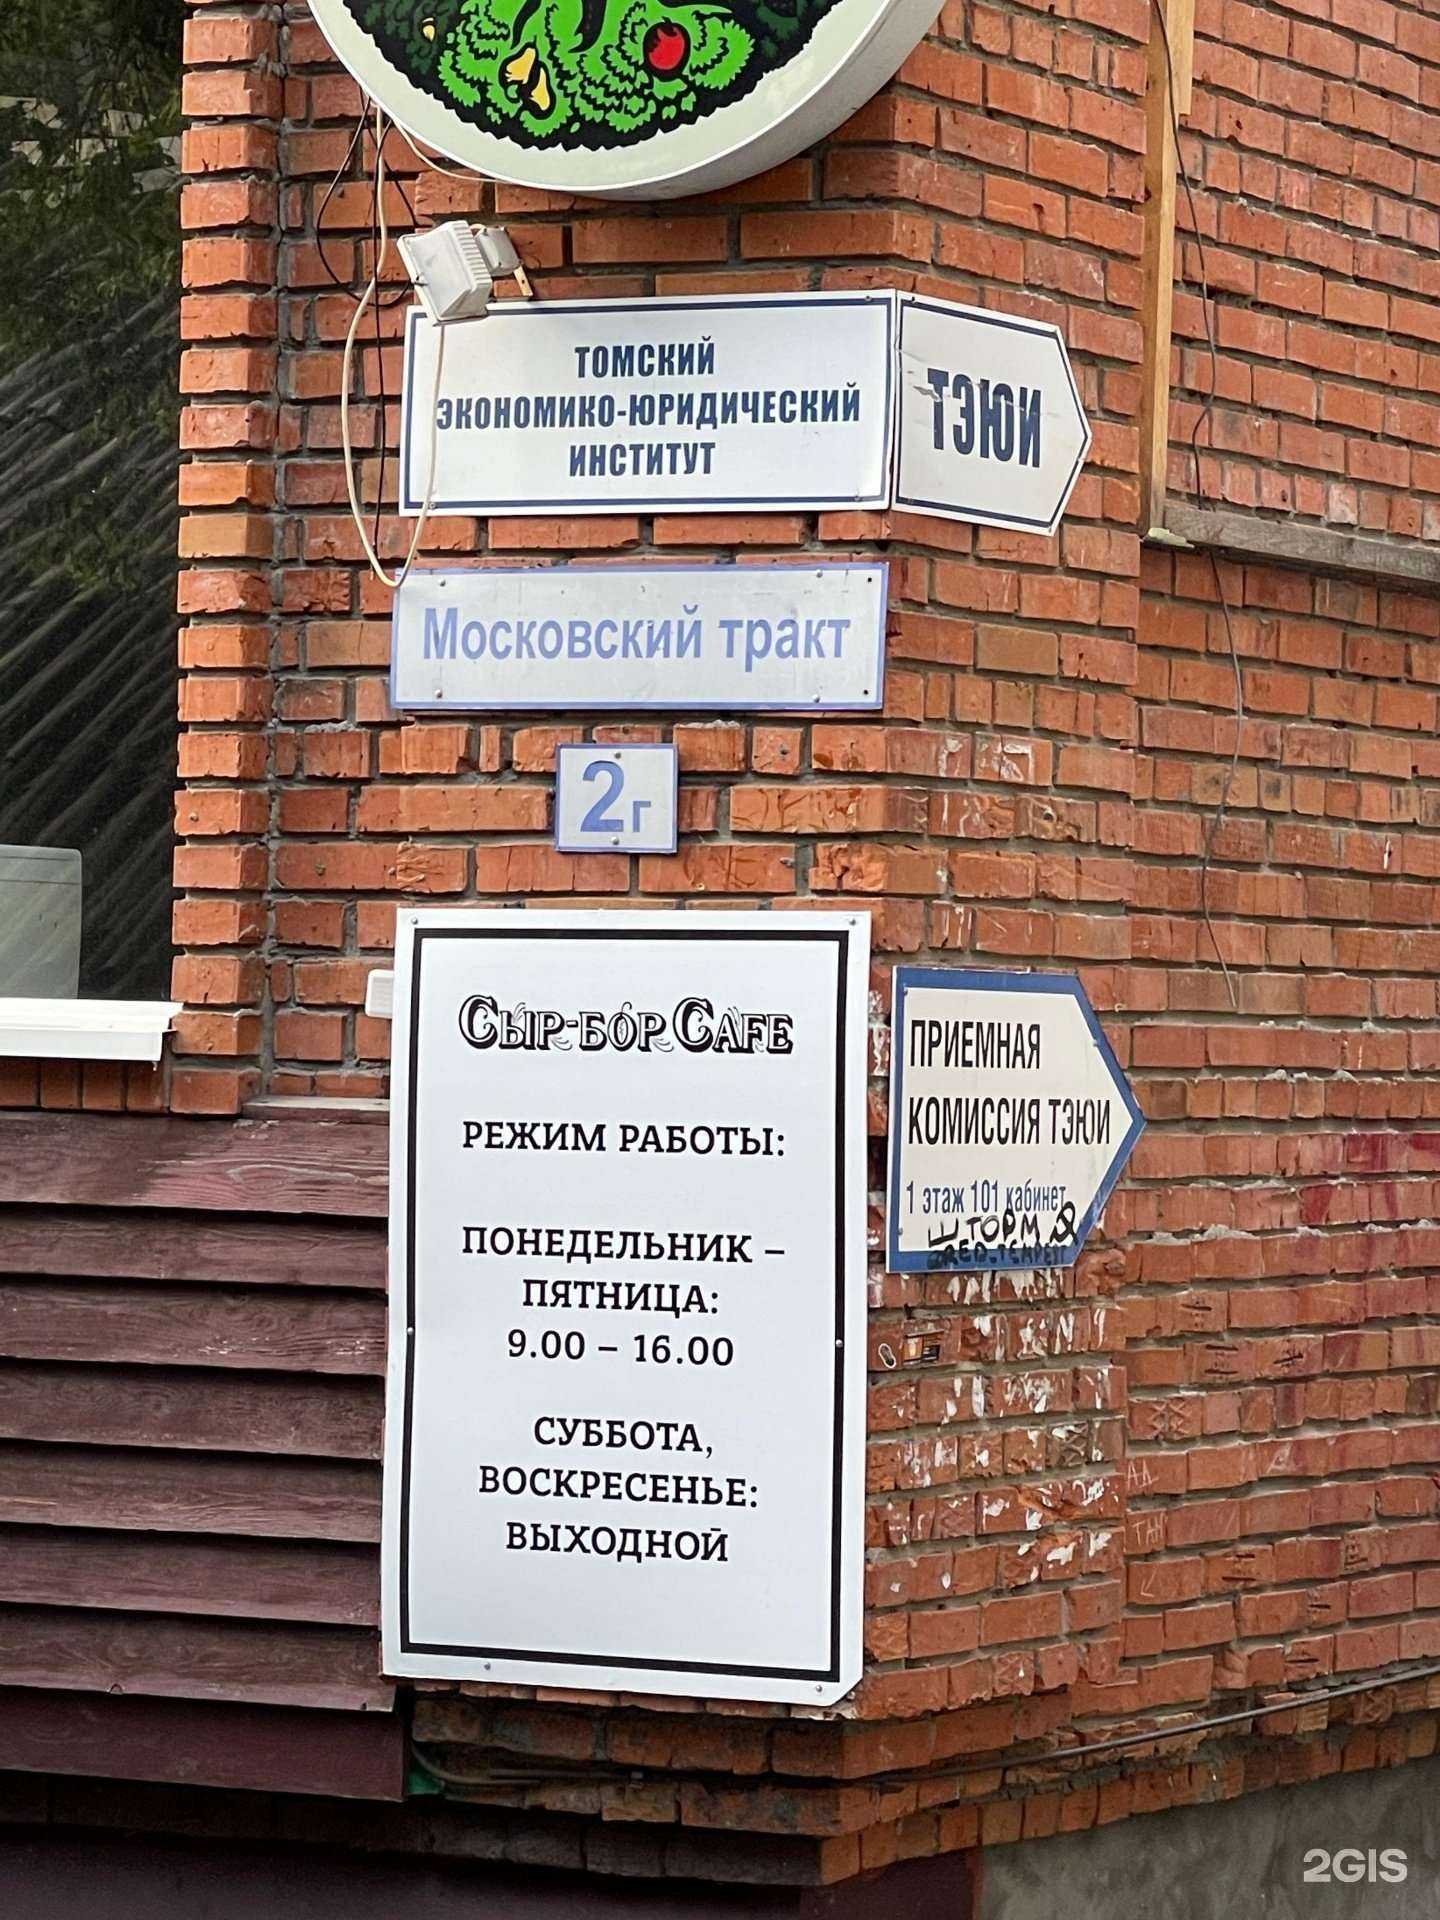 ТОМСКИЙ
ЭКОНОМИКО-ЮРИДИЧЕСКИЙ
ИНСТИТУТ
ТЭЮИ
Московский тракт
2г
СЫР-БОР CAFE
РЕЖИМ РАБОТЫ:
ПОНЕДЕЛЬНИК –
ПЯТНИЦА:
9.00 – 16.00
СУББОТА,
ВОСКРЕСЕНЬЕ:
ВЫХОДНОЙ
ПРИЕМНАЯ
КОМИССИЯ ТЭЮИ
1 этаж 101 кабинет
ШТОРМ
RED_TEMPEST
2GIS